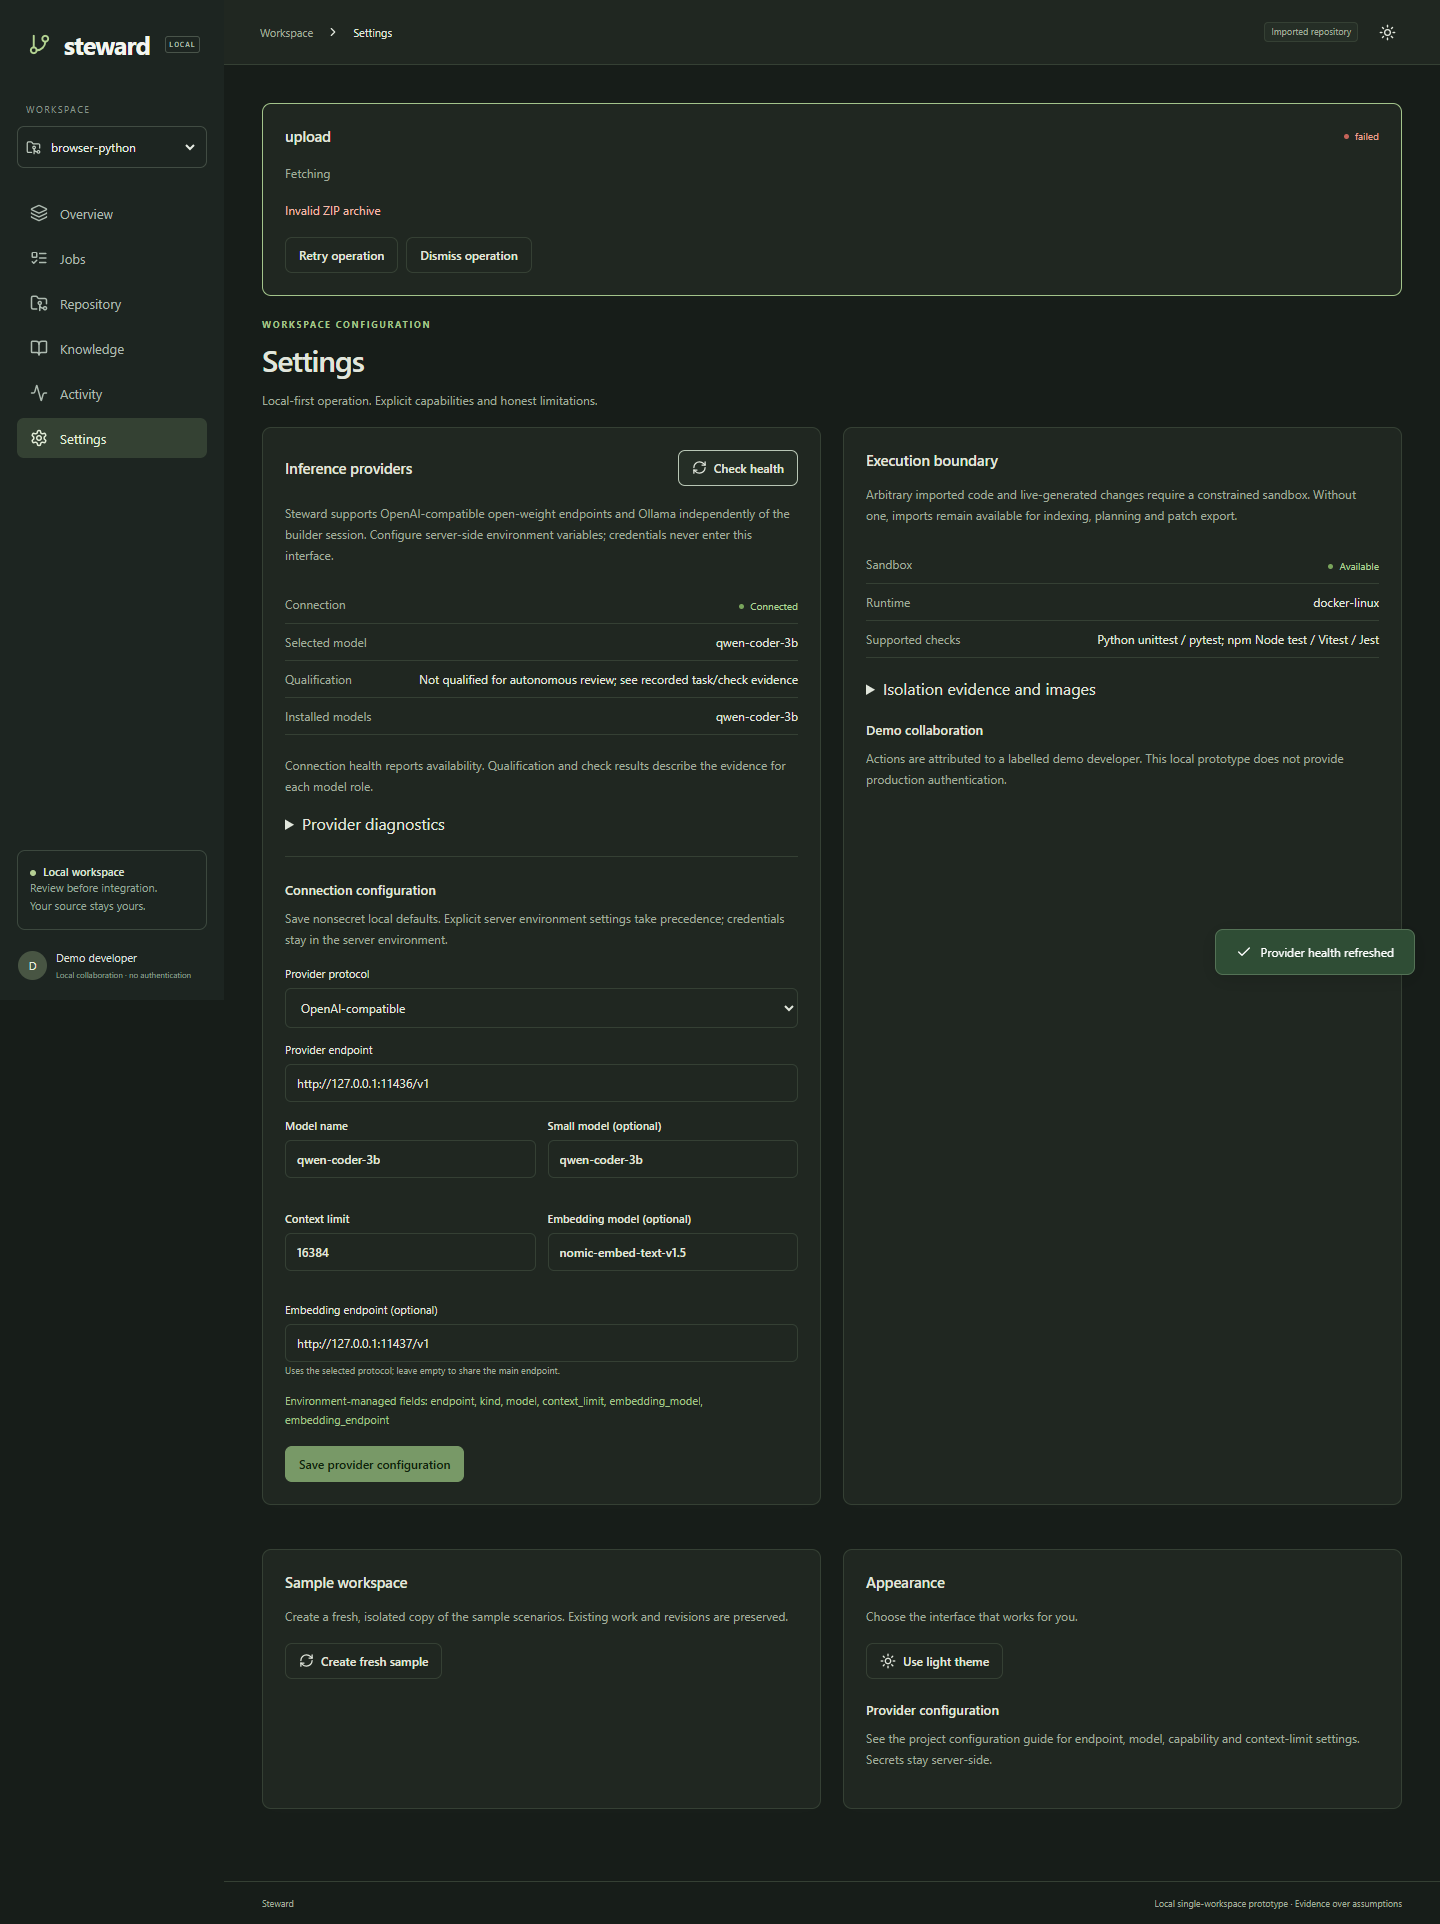 steward
LOCAL
WORKSPACE
browser-python
Overview
Jobs
Repository
Knowledge
Activity
Settings
Local workspace
Review before integration.
Your source stays yours.
D
Demo developer
Local collaboration · no authentication
Workspace
Settings
Imported repository
upload
failed
Fetching
Invalid ZIP archive
Retry operation
Dismiss operation
WORKSPACE CONFIGURATION
Settings
Local-first operation. Explicit capabilities and honest limitations.
Inference providers
Check health
Steward supports OpenAI-compatible open-weight endpoints and Ollama independently of the
builder session. Configure server-side environment variables; credentials never enter this
interface.
Connection
Connected
Selected model
qwen-coder-3b
Qualification
Not qualified for autonomous review; see recorded task/check evidence
Installed models
qwen-coder-3b
Connection health reports availability. Qualification and check results describe the evidence for
each model role.
Provider diagnostics
Connection configuration
Save nonsecret local defaults. Explicit server environment settings take precedence; credentials
stay in the server environment.
Provider protocol
OpenAI-compatible
Provider endpoint
http://127.0.0.1:11436/v1
Model name
Small model (optional)
qwen-coder-3b
qwen-coder-3b
Context limit
Embedding model (optional)
16384
nomic-embed-text-v1.5
Embedding endpoint (optional)
http://127.0.0.1:11437/v1
Uses the selected protocol; leave empty to share the main endpoint.
Environment-managed fields: endpoint, kind, model, context_limit, embedding_model,
embedding_endpoint
Save provider configuration
Execution boundary
Arbitrary imported code and live-generated changes require a constrained sandbox. Without
one, imports remain available for indexing, planning and patch export.
Sandbox
Available
Runtime
docker-linux
Supported checks
Python unittest / pytest; npm Node test / Vitest / Jest
Isolation evidence and images
Demo collaboration
Actions are attributed to a labelled demo developer. This local prototype does not provide
production authentication.
Provider health refreshed
Sample workspace
Create a fresh, isolated copy of the sample scenarios. Existing work and revisions are preserved.
Create fresh sample
Appearance
Choose the interface that works for you.
Use light theme
Provider configuration
See the project configuration guide for endpoint, model, capability and context-limit settings.
Secrets stay server-side.
Steward
Local single-workspace prototype · Evidence over assumptions